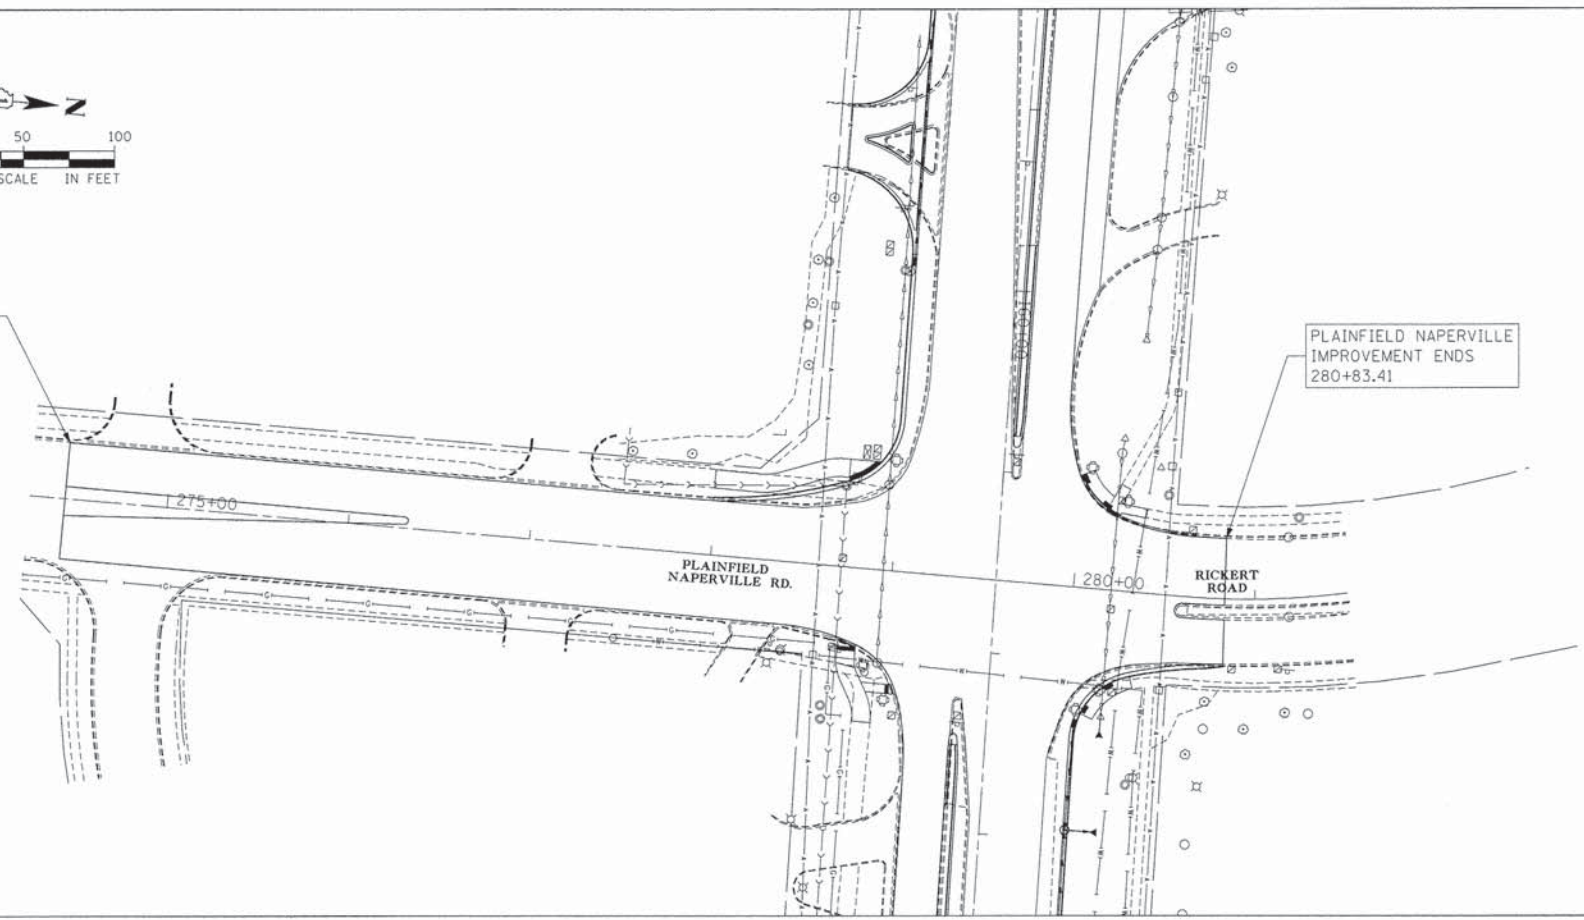 N
50 100
SCALE IN FEET
PLAINFIELD NAPERVILLE
IMPROVEMENT ENDS
280+83.41
275+00
PLAINFIELD
NAPERVILLE RD.
280+00
RICKERT
ROAD